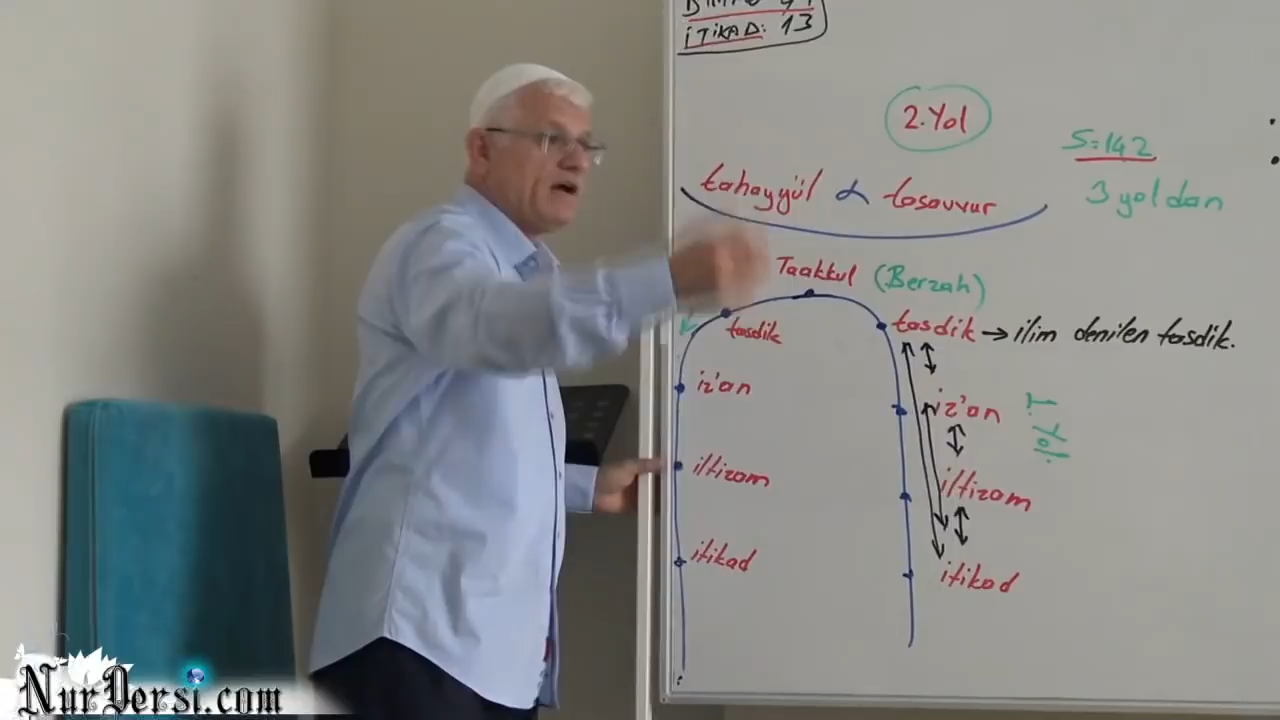 İTİKAD: 13
2.Yol
S=142
3 yoldan
tahayyül & tasavvur
Taakkul (Berzah)
tasdik
tasdik → ilim denilen tasdik.
iz'an
iz'an
1. yol
iltizam
iltizam
itikad
itikad
NurDersi.com